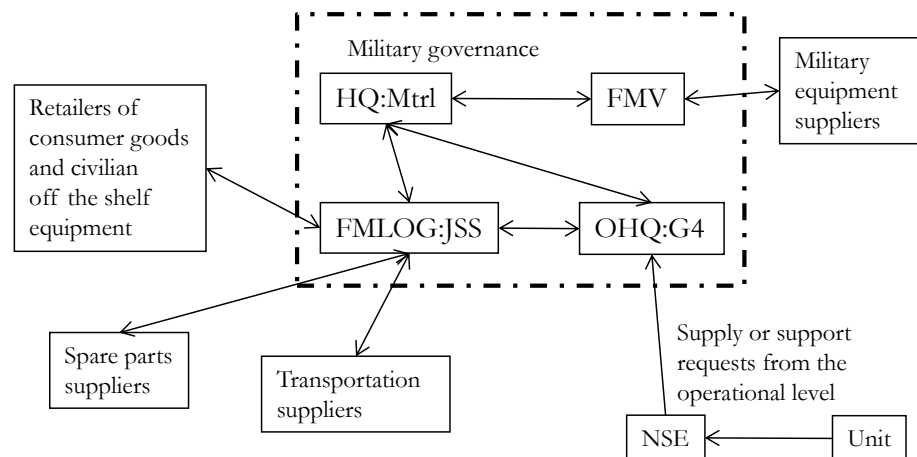 Military governance
HQ:Mtrl
FMV
Military
equipment
suppliers
Retailers of
consumer goods
and civilian
off the shelf
equipment
FMLOG:JSS
OHQ:G4
Spare parts
suppliers
Transportation
suppliers
Supply or support
requests from the
operational level
NSE
Unit